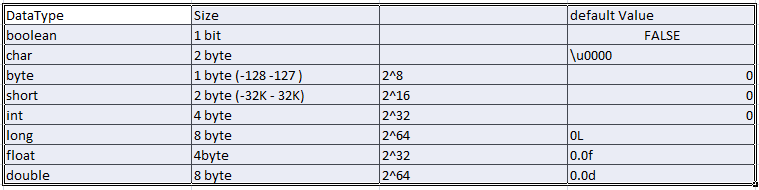 DataType Size default Value
boolean 1 bit FALSE
char 2 byte \u0000
byte 1 byte (-128 -127 ) 2^8 0
short 2 byte (-32K - 32K) 2^16 0
int 4 byte 2^32 0
long 8 byte 2^64 0L
float 4byte 2^32 0.0f
double 8 byte 2^64 0.0d